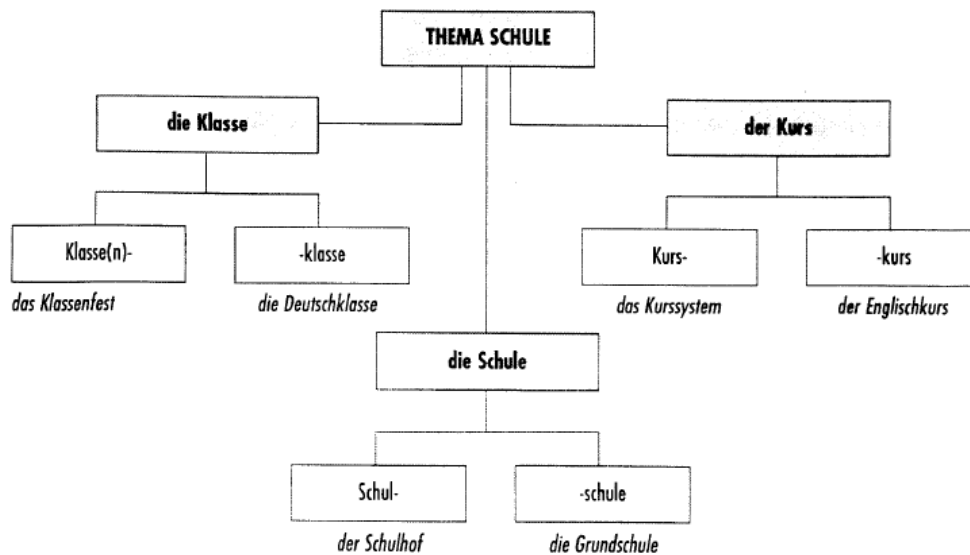 THEMA SCHULE
die Klasse
der Kurs
Klasse(n)-
-klasse
Kurs-
-kurs
das Klassenfest
die Deutschklasse
das Kurssystem
der Englischkurs
die Schule
Schul-
-schule
der Schulhof
die Grundschule